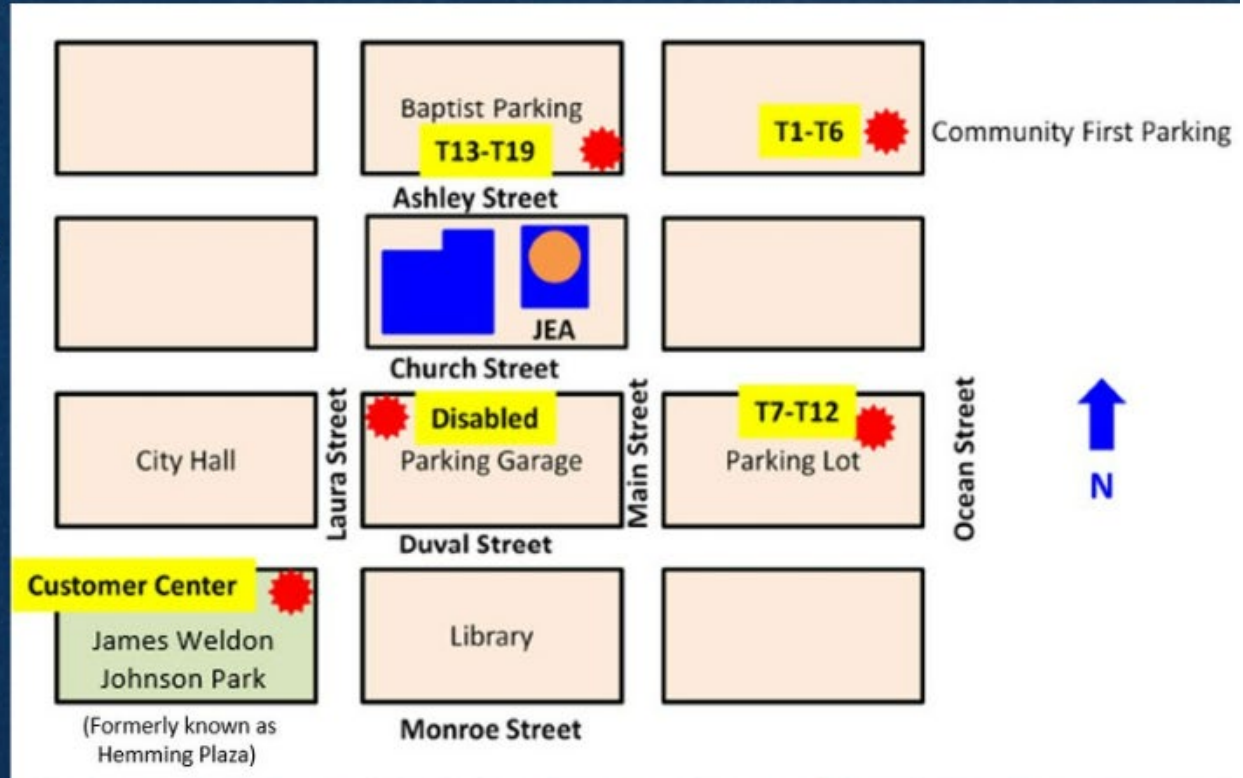 Baptist Parking
T13-T19
T1-T6
Community First Parking
Ashley Street
JEA
Church Street
Laura Street
Disabled
Parking Garage
Main Street
T7-T12
Parking Lot
Ocean Street
City Hall
N
Duval Street
Customer Center
James Weldon
Johnson Park
(Formerly known as
Hemming Plaza)
Library
Monroe Street